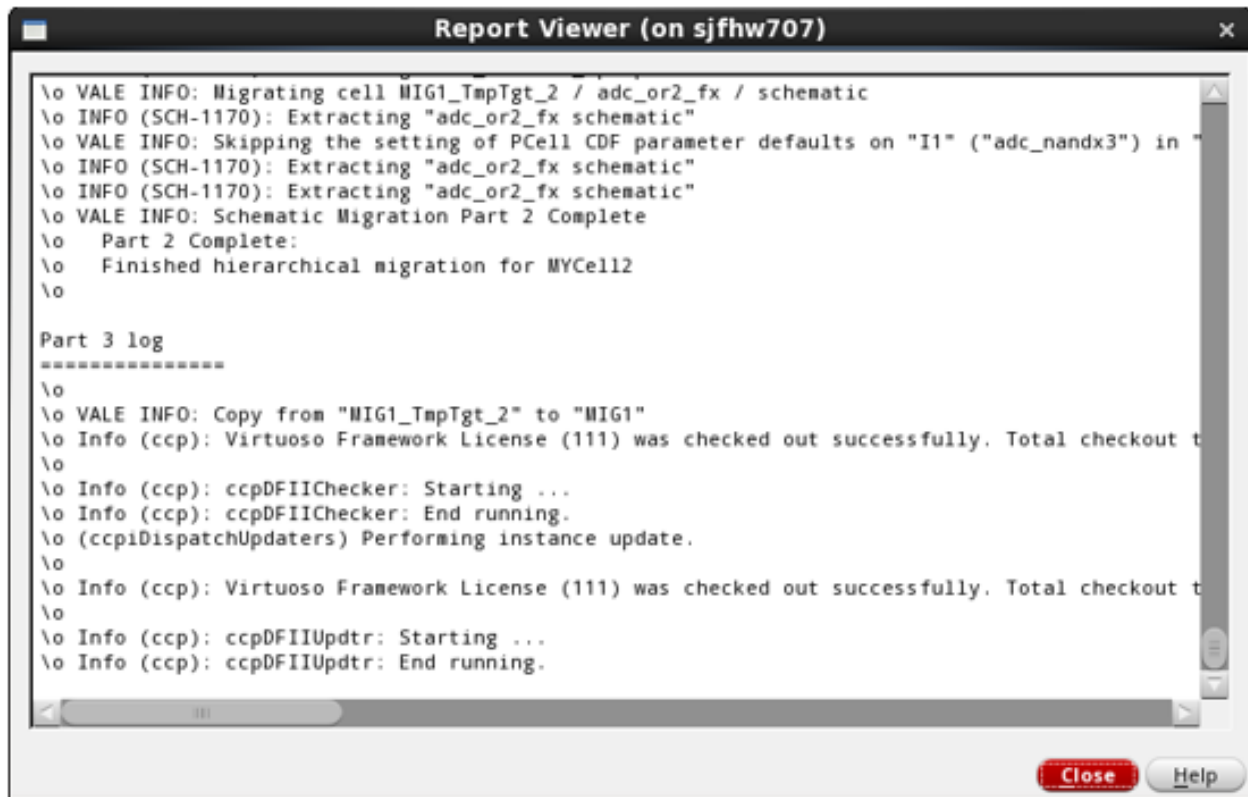 Report Viewer (on sjfhw707)
\o VALE INFO: Migrating cell MIG1_TmpTgt_2 / adc_or2_fx / schematic
\o INFO (SCH-1170): Extracting "adc_or2_fx schematic"
\o VALE INFO: Skipping the setting of PCell CDF parameter defaults on "I1" ("adc_nandx3") in "
\o INFO (SCH-1170): Extracting "adc_or2_fx schematic"
\o INFO (SCH-1170): Extracting "adc_or2_fx schematic"
\o VALE INFO: Schematic Migration Part 2 Complete
\o   Part 2 Complete:
\o   Finished hierarchical migration for MYCell2
\o
Part 3 log
===============
\o
\o VALE INFO: Copy from "MIG1_TmpTgt_2" to "MIG1"
\o Info (ccp): Virtuoso Framework License (111) was checked out successfully. Total checkout t
\o
\o Info (ccp): ccpDFIIChecker: Starting ...
\o Info (ccp): ccpDFIIChecker: End running.
\o (ccpiDispatchUpdaters) Performing instance update.
\o
\o Info (ccp): Virtuoso Framework License (111) was checked out successfully. Total checkout t
\o
\o Info (ccp): ccpDFIIUpdtr: Starting ...
\o Info (ccp): ccpDFIIUpdtr: End running.
Close
Help